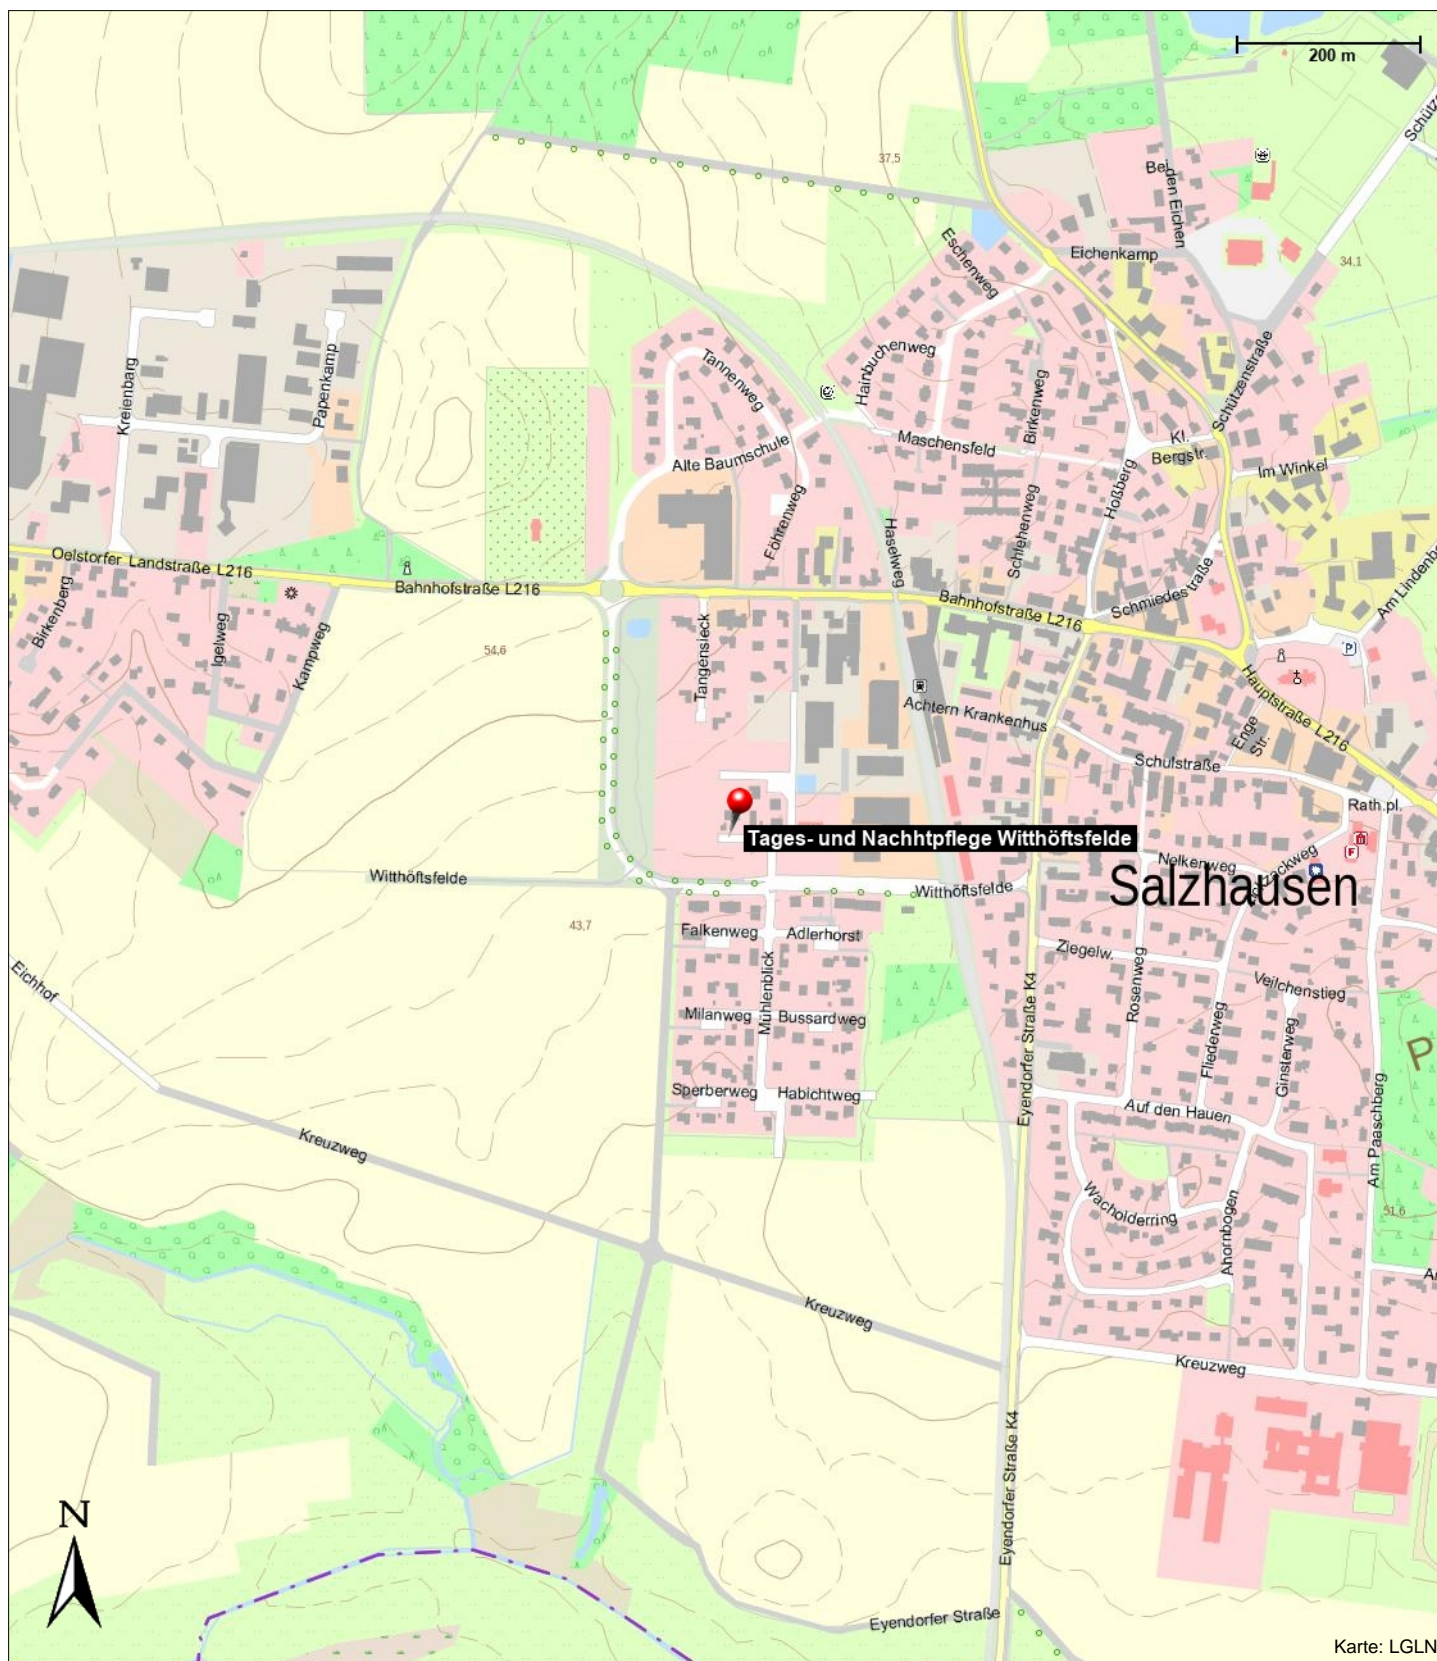 200 m
Schütz
37,5
Bei den Eichen
Eschenweg
Eichenkamp
34,1
Kreienbarg
Papenkamp
Tannenweg
Hainbuchenweg
Birkenweg
Schützenstraße
Alte Baumschule
Maschensfeld
Kl.
Bergstr.
Im Winkel
Hoßberg
Föhrenweg
Haselweg
Schlehenweg
Oelstorfer Landstraße L216
Bahnhofstraße L216
Bahnhofstraße L216
Schmiedestraße
Am Lindenb
Birkenberg
Igelweg
Kampweg
54,6
Tangensieck
P
Hauptstraße L216
Achtern Krankenhus
Enge
Str.
Schulstraße
Rath.pl.
Tages- und Nachhtpflege Witthöftsfelde
F
Nelkenweg
Salzhausen
Witthöftsfelde
Witthöftsfelde
43,7
Falkenweg
Adlerhorst
Ziegelw.
Eichhof
Mühlenblick
Rosenweg
Veilchenstieg
Milanweg
Bussardweg
Eyendorfer Straße K4
Fliederweg
Ginsterweg
P
Sperberweg
Habichtweg
Auf den Hauen
Am Paaschberg
Kreuzweg
Wacholderring
Ahornbogen
51,6
Kreuzweg
Kreuzweg
Eyendorfer Straße K4
N
Eyendorfer Straße
Karte: LGLN